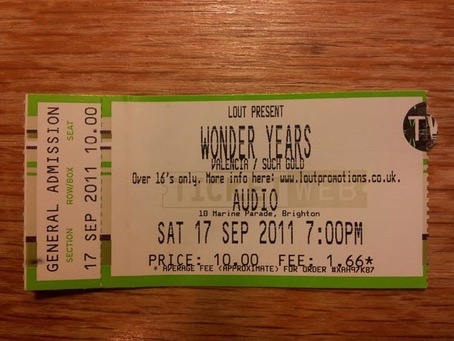 GENERAL ADMISSION
SECTION ROW/BOX SEAT
17 SEP 2011 10.00
LOUT PRESENT
WONDER YEARS
VALENCIA / SUCH GOLD
Over 16's only. More info here: www.loutpromotions.co.uk.
AUDIO
10 Marine Parade, Brighton
SAT 17 SEP 2011 7:00PM
PRICE: 10.00 FEE: 1.66*
* AVERAGE FEE (APPROXIMATE) FOR ORDER #XAA97K87